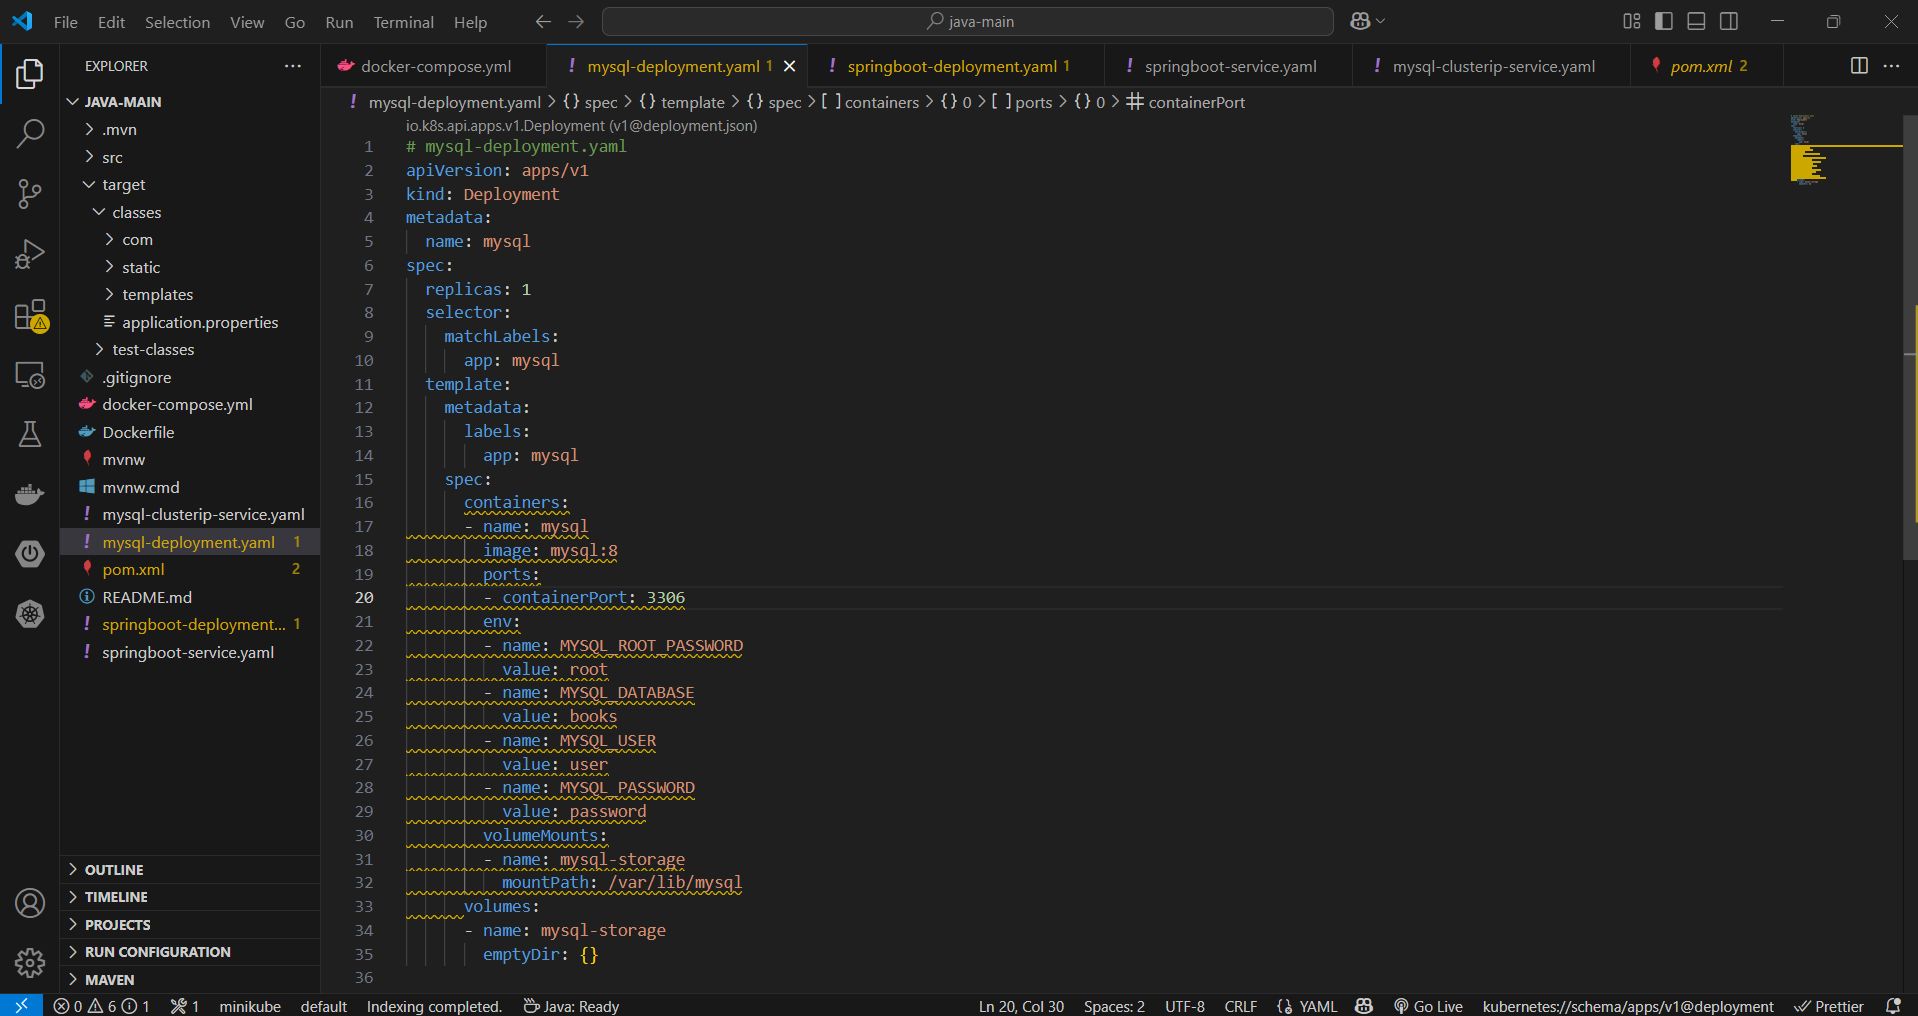 File Edit Selection View Go Run Terminal Help java-main
EXPLORER
JAVA-MAIN
.mvn
src
target
classes
com
static
templates
application.properties
test-classes
.gitignore
docker-compose.yml
Dockerfile
mvnw
mvnw.cmd
mysql-clusterip-service.yaml
mysql-deployment.yaml 1
pom.xml 2
README.md
springboot-deployment... 1
springboot-service.yaml
OUTLINE
TIMELINE
PROJECTS
RUN CONFIGURATION
MAVEN
docker-compose.yml mysql-deployment.yaml 1 springboot-deployment.yaml 1 springboot-service.yaml mysql-clusterip-service.yaml pom.xml 2
mysql-deployment.yaml > {} spec > {} template > {} spec > [ ] containers > {} 0 > [ ] ports > {} 0 > # containerPort
io.k8s.api.apps.v1.Deployment (v1@deployment.json)
1 # mysql-deployment.yaml
2 apiVersion: apps/v1
3 kind: Deployment
4 metadata:
5   name: mysql
6 spec:
7   replicas: 1
8   selector:
9     matchLabels:
10       app: mysql
11   template:
12     metadata:
13       labels:
14         app: mysql
15     spec:
16       containers:
17       - name: mysql
18         image: mysql:8
19         ports:
20         - containerPort: 3306
21         env:
22         - name: MYSQL_ROOT_PASSWORD
23           value: root
24         - name: MYSQL_DATABASE
25           value: books
26         - name: MYSQL_USER
27           value: user
28         - name: MYSQL_PASSWORD
29           value: password
30         volumeMounts:
31         - name: mysql-storage
32           mountPath: /var/lib/mysql
33       volumes:
34       - name: mysql-storage
35         emptyDir: {}
36
0 6 1 1 minikube default Indexing completed. Java: Ready Ln 20, Col 30 Spaces: 2 UTF-8 CRLF {} YAML Go Live kubernetes://schema/apps/v1@deployment Prettier